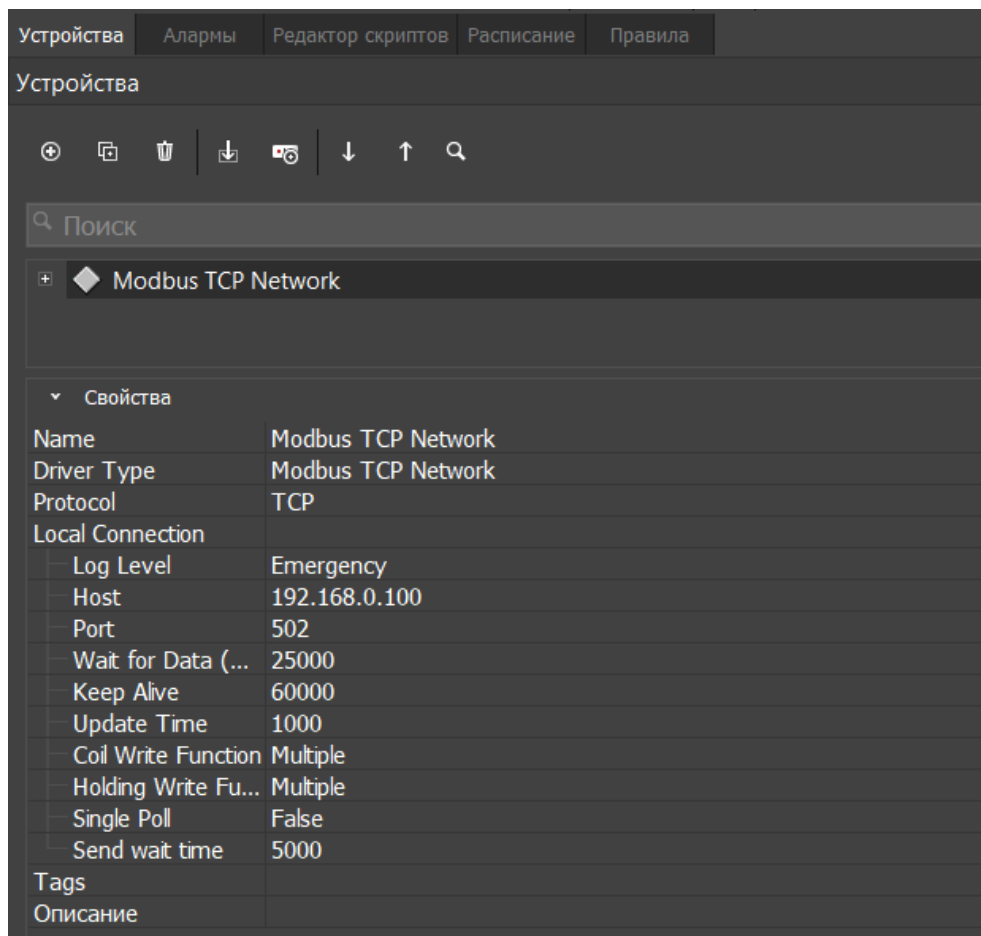 Устройства Алармы Редактор скриптов Расписание Правила
Устройства
Поиск
Modbus TCP Network
Свойства
Name Modbus TCP Network
Driver Type Modbus TCP Network
Protocol TCP
Local Connection
Log Level Emergency
Host 192.168.0.100
Port 502
Wait for Data (... 25000
Keep Alive 60000
Update Time 1000
Coil Write Function Multiple
Holding Write Fu... Multiple
Single Poll False
Send wait time 5000
Tags
Описание